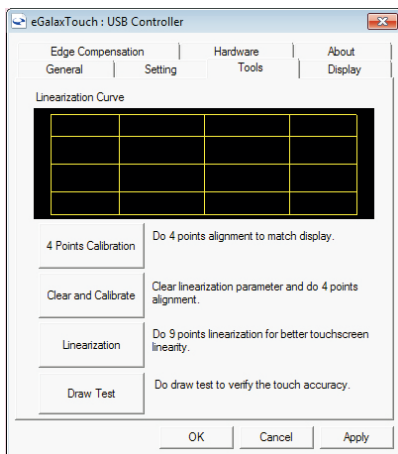 eGalaxTouch : USB Controller
Edge Compensation Hardware About
General Setting Tools Display
Linearization Curve
4 Points Calibration
Do 4 points alignment to match display.
Clear and Calibrate
Clear linearization parameter and do 4 points
alignment.
Linearization
Do 9 points linearization for better touchscreen
linearity.
Draw Test
Do draw test to verify the touch accuracy.
OK Cancel Apply